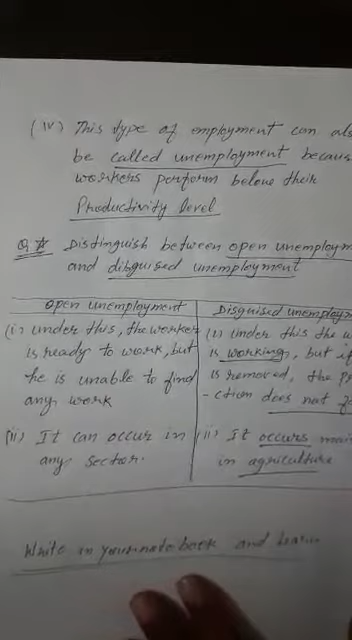 (iv) This type of employment can als
be called unemployment becaus
workers perform below their
Productivity level
Q Distinguish between open unemploym
and disguised unemployment
Open unemployment
(i) under this, the worker
is ready to work, but
he is unable to find
any work
(ii) It can occur in
any sector.
Disguised unemploym
(i) under this the w
is working, but if
is removed, the pr
-ction does not f
(ii) It occurs mai
in agriculture
Write in your note book and learn